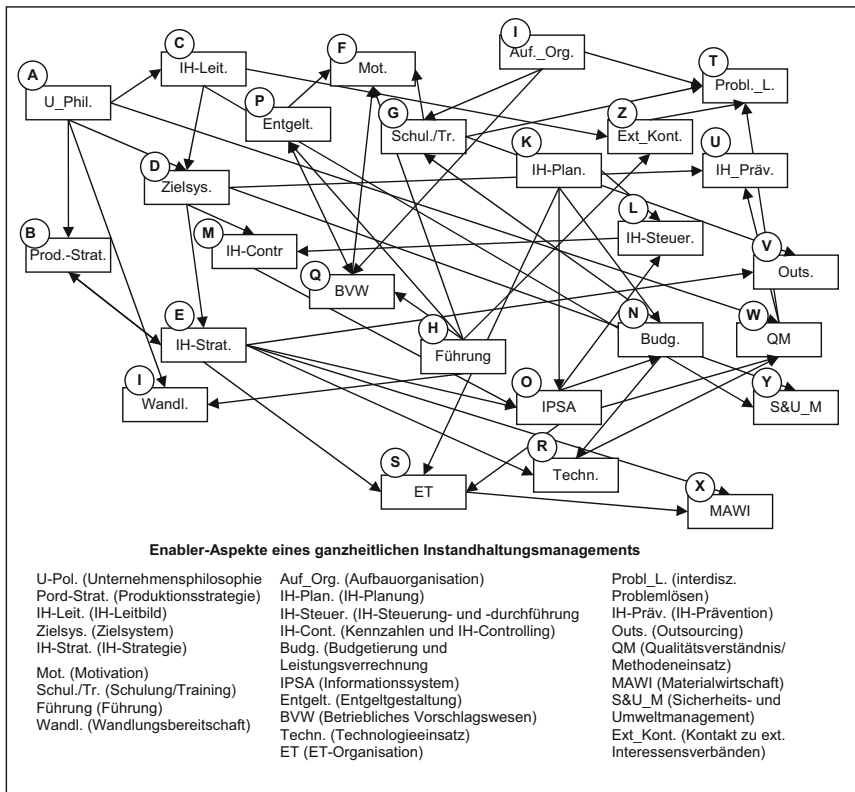 C
IH-Leit.
F
Mot.
I
Auf._Org.
A
U_Phil.
T
Probl._L.
P
Entgelt.
G
Schul./Tr.
Z
Ext_Kont.
K
IH-Plan.
U
IH_Präv.
D
Zielsys.
L
IH-Steuer.
B
Prod.-Strat.
M
IH-Contr
V
Outs.
Q
BVW
E
IH-Strat.
H
Führung
N
Budg.
W
QM
I
Wandl.
O
IPSA
Y
S&U_M
S
ET
R
Techn.
X
MAWI
Enabler-Aspekte eines ganzheitlichen Instandhaltungsmanagements
U-Pol. (Unternehmensphilosophie
Pord-Strat. (Produktionsstrategie)
IH-Leit. (IH-Leitbild)
Zielsys. (Zielsystem)
IH-Strat. (IH-Strategie)
Mot. (Motivation)
Schul./Tr. (Schulung/Training)
Führung (Führung)
Wandl. (Wandlungsbereitschaft)
Auf_Org. (Aufbauorganisation)
IH-Plan. (IH-Planung)
IH-Steuer. (IH-Steuerung- und -durchführung
IH-Cont. (Kennzahlen und IH-Controlling)
Budg. (Budgetierung und
Leistungsverrechnung
IPSA (Informationssystem)
Entgelt. (Entgeltgestaltung)
BVW (Betriebliches Vorschlagswesen)
Techn. (Technologieeinsatz)
ET (ET-Organisation)
Probl_L. (interdisz.
Problemlösen)
IH-Präv. (IH-Prävention)
Outs. (Outsourcing)
QM (Qualitätsverständnis/
Methodeneinsatz)
MAWI (Materialwirtschaft)
S&U_M (Sicherheits- und
Umweltmanagement)
Ext_Kont. (Kontakt zu ext.
Interessensverbänden)